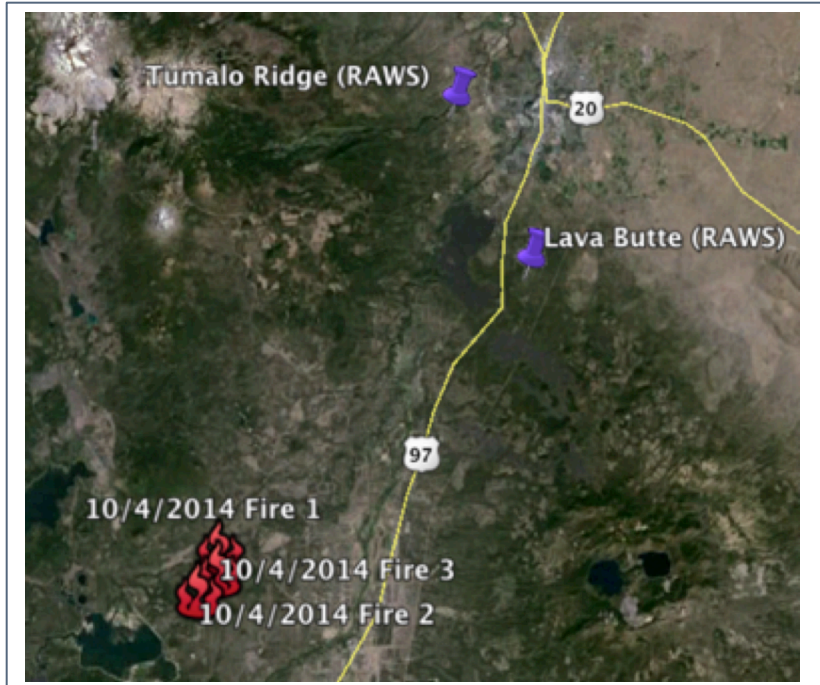 Tumalo Ridge (RAWS)
20
Lava Butte (RAWS)
97
10/4/2014 Fire 1
10/4/2014 Fire 3
10/4/2014 Fire 2